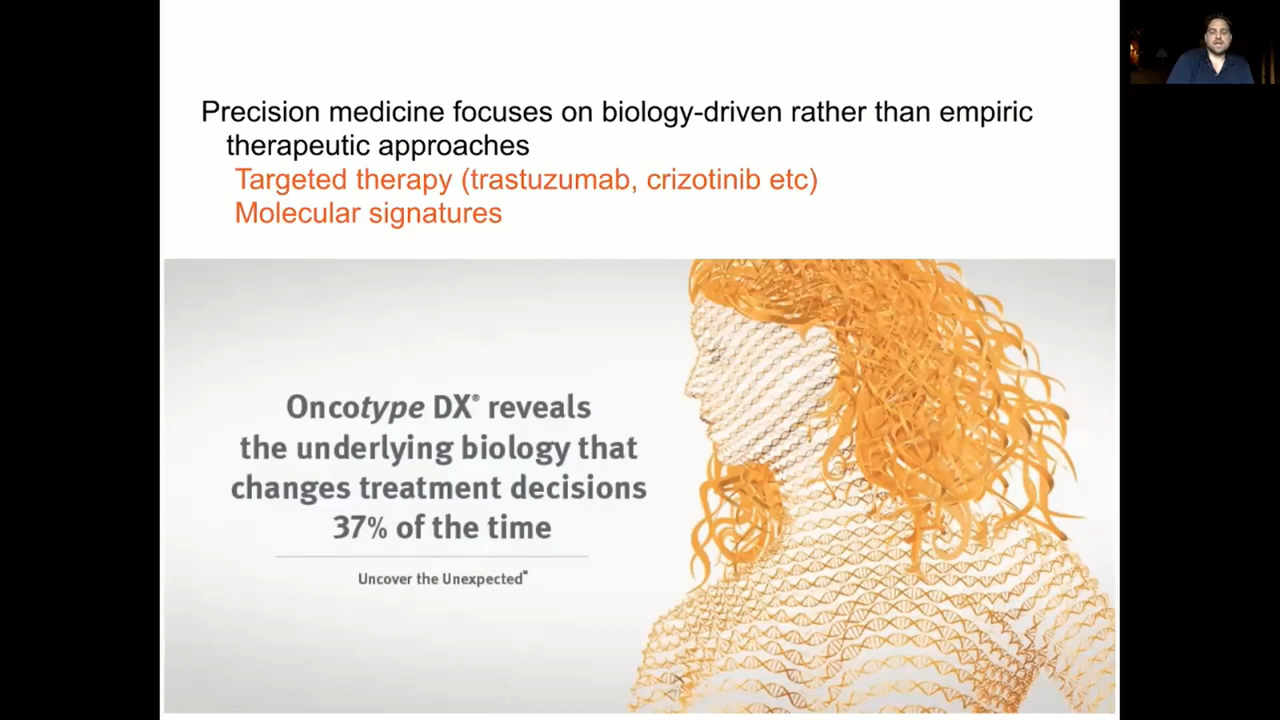 Precision medicine focuses on biology-driven rather than empiric
therapeutic approaches
Targeted therapy (trastuzumab, crizotinib etc)
Molecular signatures
Oncotype DX® reveals
the underlying biology that
changes treatment decisions
37% of the time
Uncover the Unexpected™